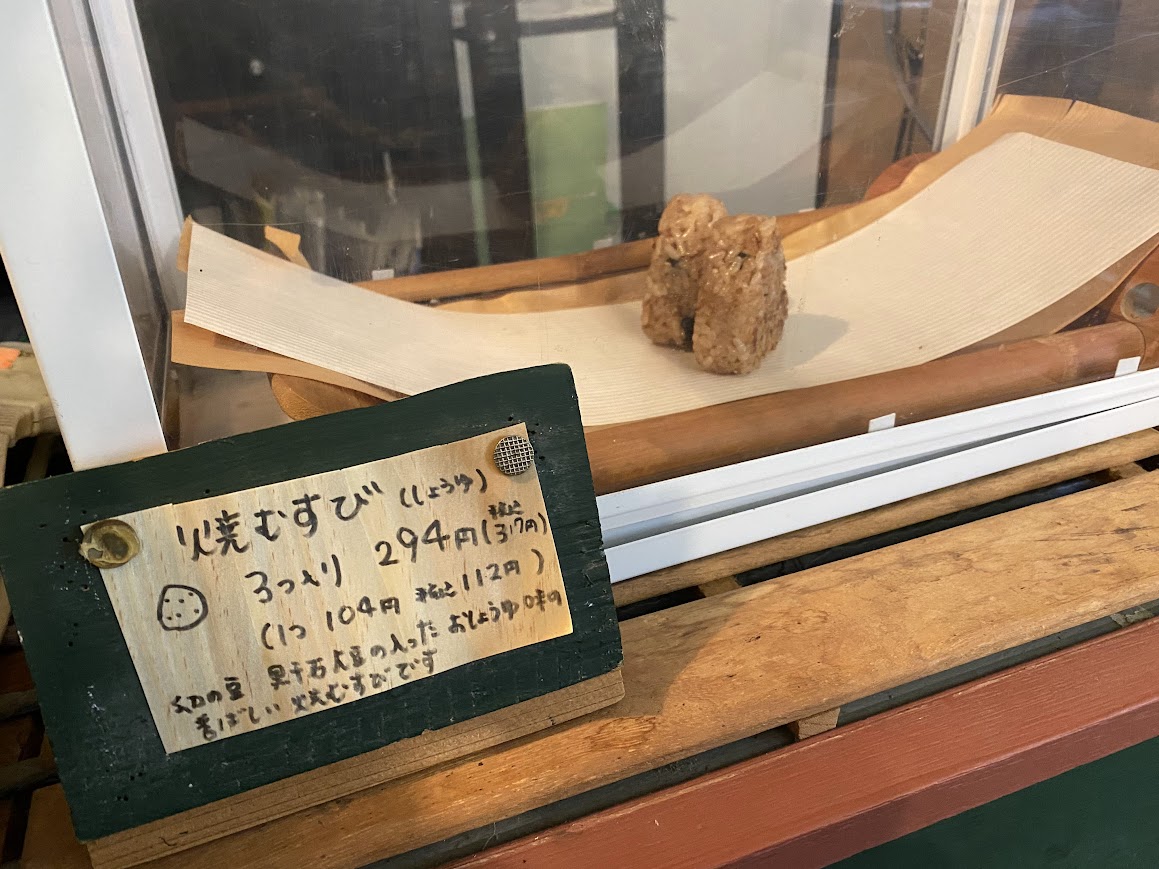 焼むすび (しょうゆ)
3つ入り 294円(税込317円)
(1つ 104円 税込112円)
幻の豆 黒千石大豆の入った おしょうゆ味の
香ばしい 焼むすびです